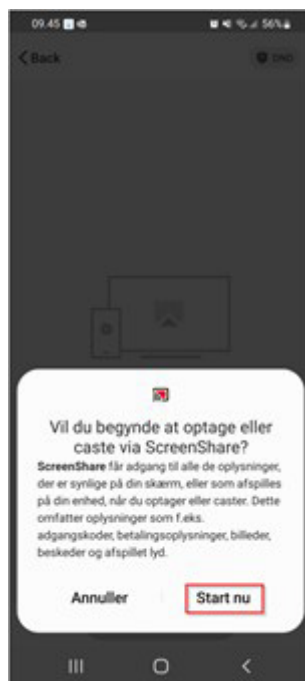 09.45 56%
Back DND
Vil du begynde at optage eller
caste via ScreenShare?
ScreenShare får adgang til alle de oplysninger,
der er synlige på din skærm, eller som afspilles
på din enhed, når du optager eller caster. Dette
omfatter oplysninger som f.eks.
adgangskoder, betalingsoplysninger, billeder,
beskeder og afspillet lyd.
Annuller Start nu